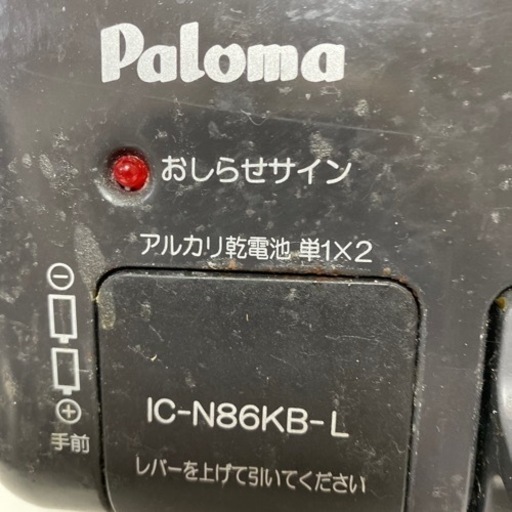 Paloma
おしらせサイン
アルカリ乾電池 単1×2
⊖
⊕
手前
IC-N86KB-L
レバーを上げて引いてください